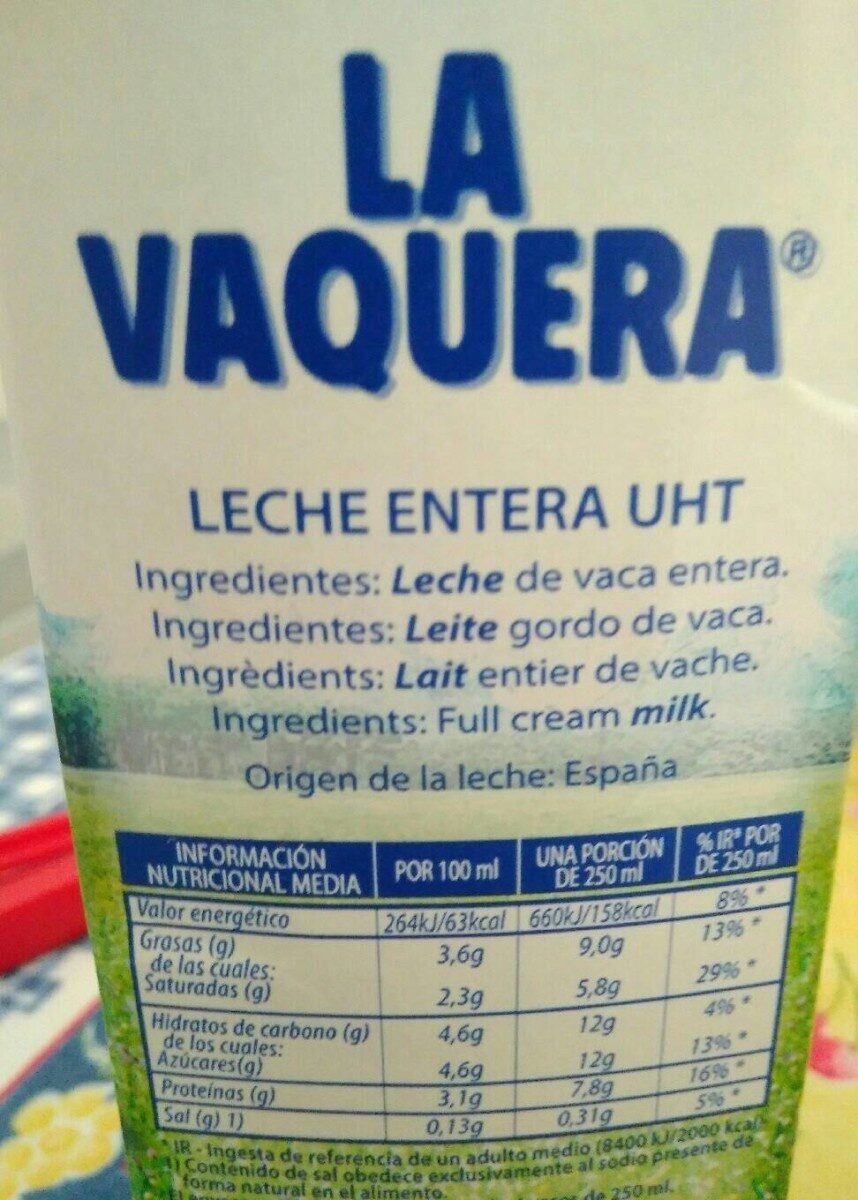 LA
VAQUERA®
LECHE ENTERA UHT
Ingredientes: Leche de vaca entera.
Ingredientes: Leite gordo de vaca.
Ingrèdients: Lait entier de vache.
Ingredients: Full cream milk.
Origen de la leche: España
INFORMACIÓN NUTRICIONAL MEDIA POR 100 ml UNA PORCIÓN DE 250 ml % IR* POR DE 250 ml
Valor energético 264kJ/63kcal 660kJ/158kcal 8% *
Grasas (g) 3,6g 9,0g 13% *
de las cuales:
Saturadas (g) 2,3g 5,8g 29% *
Hidratos de carbono (g) 4,6g 12g 4% *
de los cuales:
Azúcares(g) 4,6g 12g 13% *
Proteínas (g) 3,1g 7,8g 16% *
Sal (g) 1) 0,13g 0,31g 5% *
*IR - Ingesta de referencia de un adulto medio (8400 kJ/2000 kcal)
1) Contenido de sal obedece exclusivamente al sodio presente de
forma natural en el alimento.
de 250 ml.